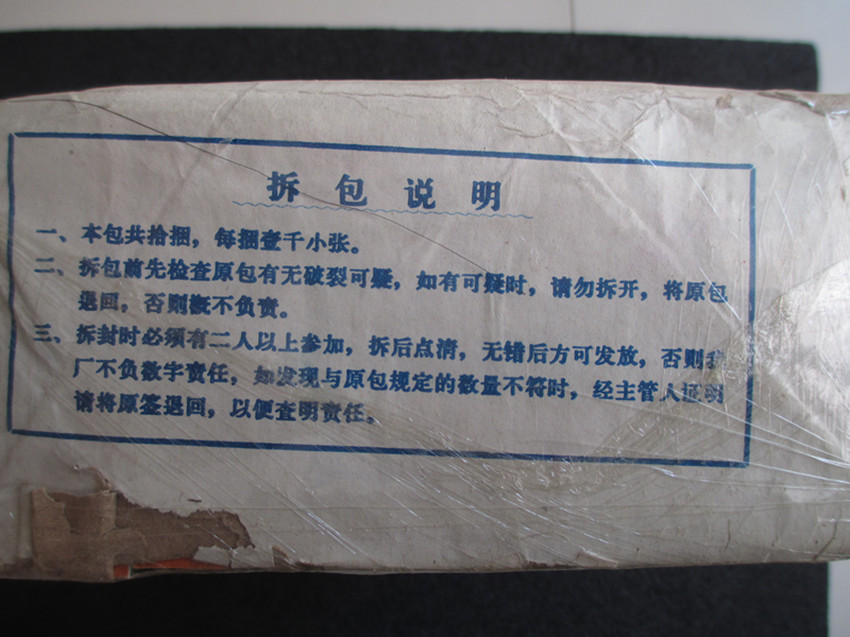 拆包说明
一、本包共拾捆，每捆壹千小张。
二、拆包前先检查原包有无破裂可疑，如有可疑时，请勿拆开，将原包
退回，否则概不负责。
三、拆封时必须有二人以上参加，拆后点清，无错后方可发放，否则我
厂不负数字责任，如发现与原包规定的数量不符时，经主管人证明
请将原签退回，以便查明责任。